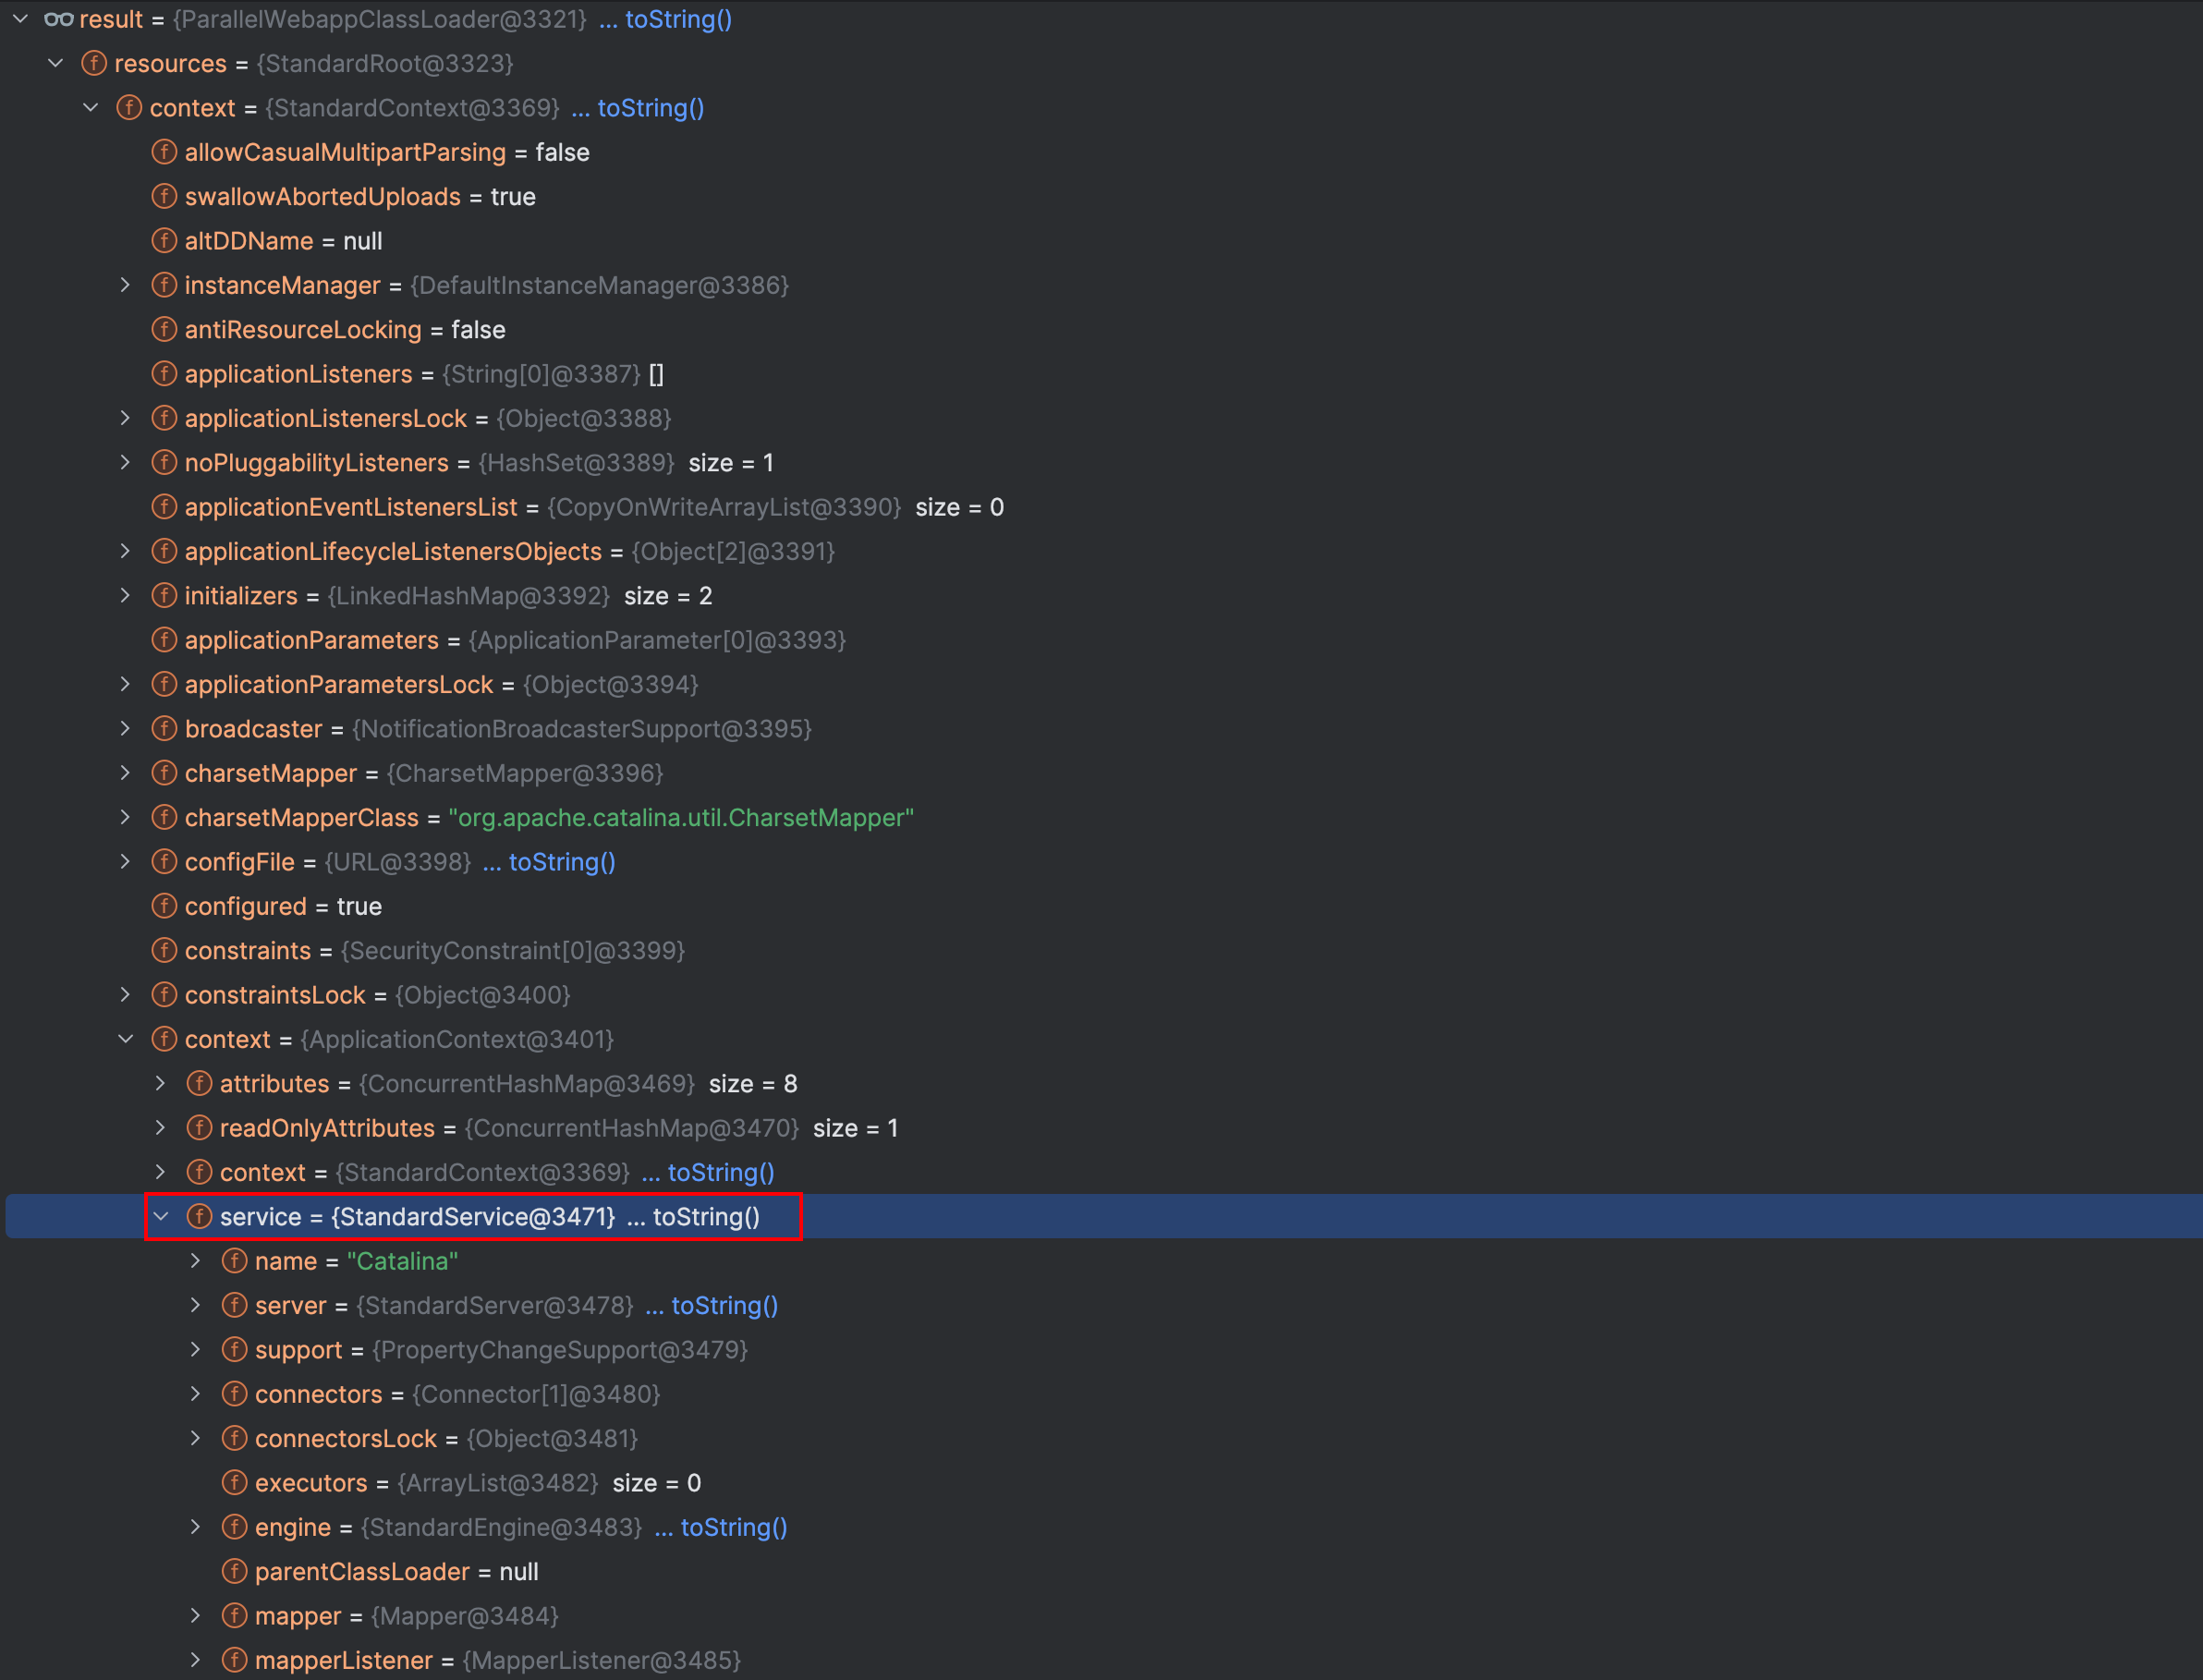 result = {ParallelWebappClassLoader@3321} ... toString()
f resources = {StandardRoot@3323}
f context = {StandardContext@3369} ... toString()
f allowCasualMultipartParsing = false
f swallowAbortedUploads = true
f altDDName = null
f instanceManager = {DefaultInstanceManager@3386}
f antiResourceLocking = false
f applicationListeners = {String[0]@3387} []
f applicationListenersLock = {Object@3388}
f noPluggabilityListeners = {HashSet@3389} size = 1
f applicationEventListenersList = {CopyOnWriteArrayList@3390} size = 0
f applicationLifecycleListenersObjects = {Object[2]@3391}
f initializers = {LinkedHashMap@3392} size = 2
f applicationParameters = {ApplicationParameter[0]@3393}
f applicationParametersLock = {Object@3394}
f broadcaster = {NotificationBroadcasterSupport@3395}
f charsetMapper = {CharsetMapper@3396}
f charsetMapperClass = "org.apache.catalina.util.CharsetMapper"
f configFile = {URL@3398} ... toString()
f configured = true
f constraints = {SecurityConstraint[0]@3399}
f constraintsLock = {Object@3400}
f context = {ApplicationContext@3401}
f attributes = {ConcurrentHashMap@3469} size = 8
f readOnlyAttributes = {ConcurrentHashMap@3470} size = 1
f context = {StandardContext@3369} ... toString()
f service = {StandardService@3471} ... toString()
f name = "Catalina"
f server = {StandardServer@3478} ... toString()
f support = {PropertyChangeSupport@3479}
f connectors = {Connector[1]@3480}
f connectorsLock = {Object@3481}
f executors = {ArrayList@3482} size = 0
f engine = {StandardEngine@3483} ... toString()
f parentClassLoader = null
f mapper = {Mapper@3484}
f mapperListener = {MapperListener@3485}